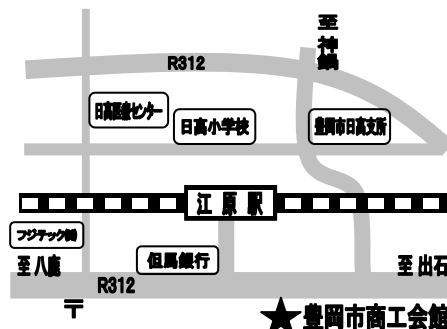 至神鍋
R312
日高医療センター
日高小学校
豊岡市日高支所
江原駅
フジテック㈱
至 八鹿
但馬銀行
至 出石
R312
〒
★豊岡市商工会館